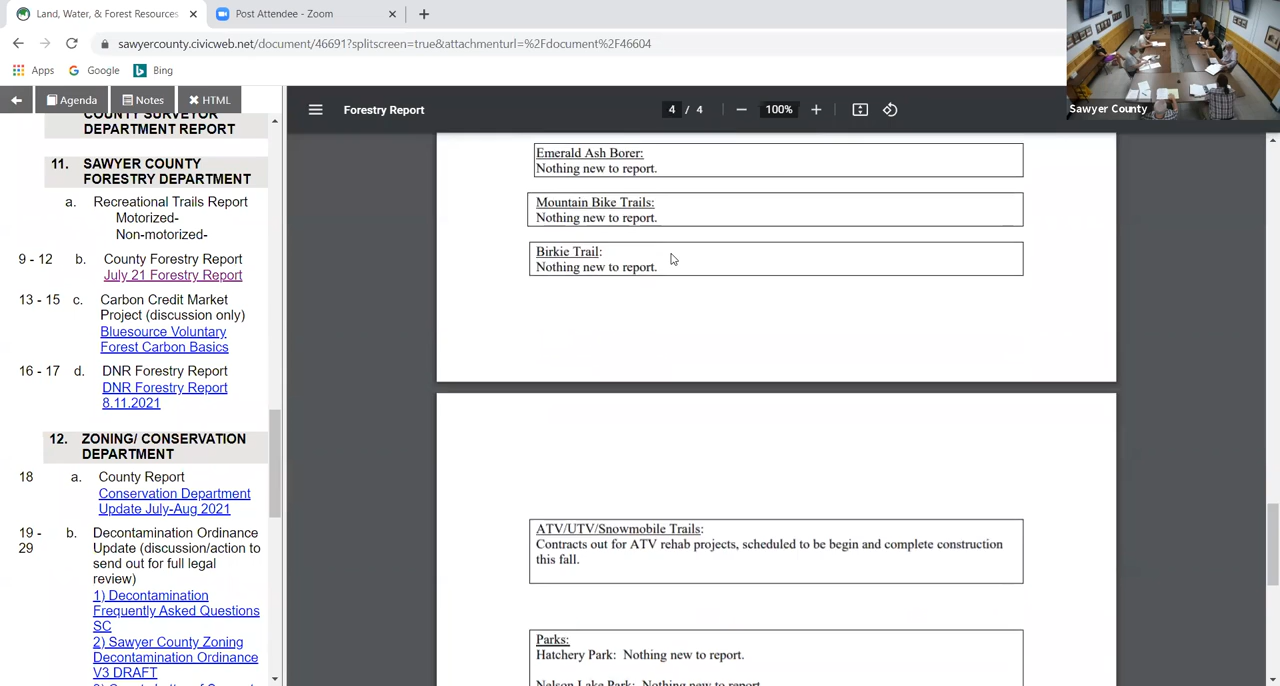 Land, Water, & Forest Resources
Post Attendee - Zoom
sawyercounty.civicweb.net/document/46691?splitscreen=true&attachmenturl=%2Fdocument%2F46604
Apps
Google
Bing
Sawyer County
Agenda
Notes
HTML
Forestry Report
4 / 4
100%
COUNTY SURVEYOR
DEPARTMENT REPORT
11. SAWYER COUNTY
FORESTRY DEPARTMENT
a. Recreational Trails Report
Motorized-
Non-motorized-
9 - 12 b. County Forestry Report
July 21 Forestry Report
13 - 15 c. Carbon Credit Market
Project (discussion only)
Bluesource Voluntary
Forest Carbon Basics
16 - 17 d. DNR Forestry Report
DNR Forestry Report
8.11.2021
12. ZONING/ CONSERVATION
DEPARTMENT
18 a. County Report
Conservation Department
Update July-Aug 2021
19 - b. Decontamination Ordinance
29 Update (discussion/action to
send out for full legal
review)
1) Decontamination
Frequently Asked Questions
SC
2) Sawyer County Zoning
Decontamination Ordinance
V3 DRAFT
Emerald Ash Borer:
Nothing new to report.
Mountain Bike Trails:
Nothing new to report.
Birkie Trail:
Nothing new to report.
ATV/UTV/Snowmobile Trails:
Contracts out for ATV rehab projects, scheduled to be begin and complete construction
this fall.
Parks:
Hatchery Park: Nothing new to report.
Nelson Lake Park: Nothing new to report